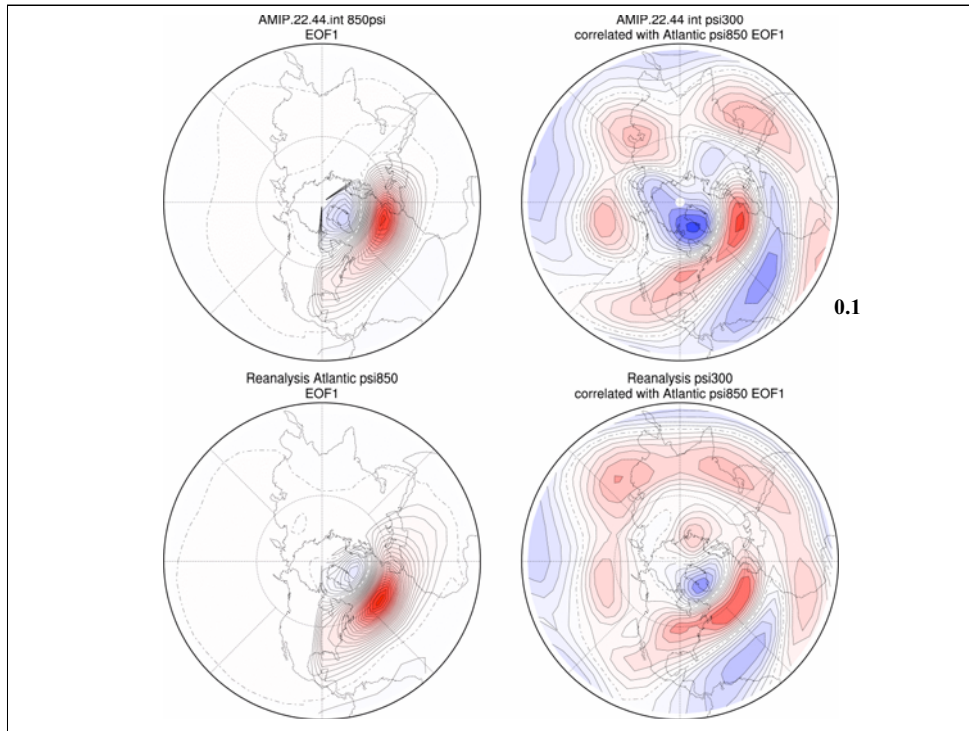 AMIP.22.44.int 850psi
EOF1
AMIP.22.44 int psi300
correlated with Atlantic psi850 EOF1
0.1
Reanalysis Atlantic psi850
EOF1
Reanalysis psi300
correlated with Atlantic psi850 EOF1